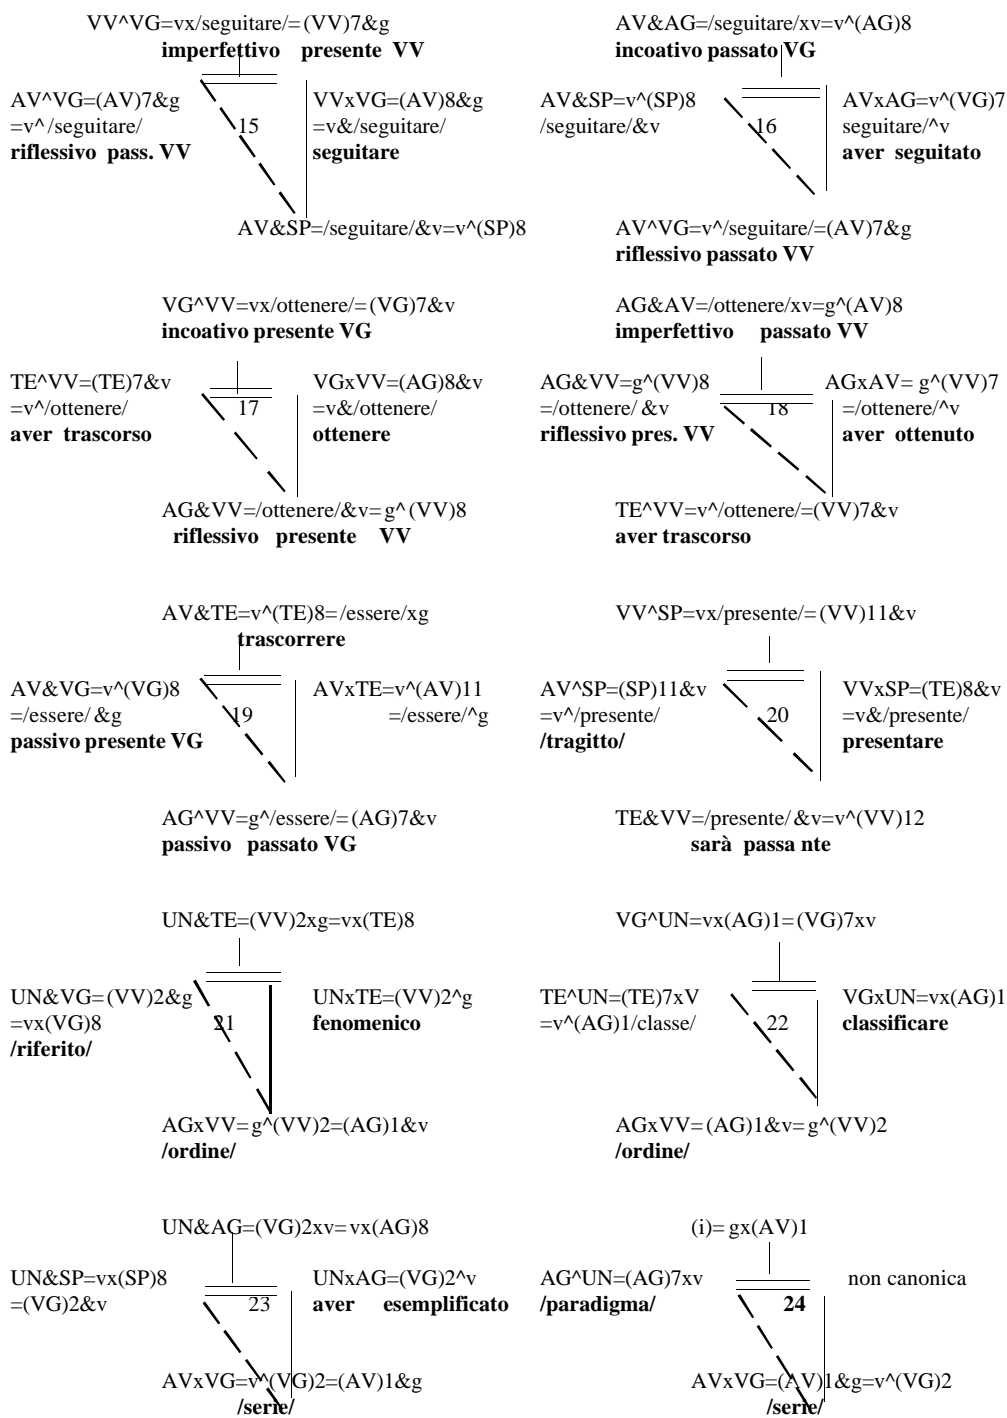 VV^VG=vx/seguitare/=(VV)7&g
imperfettivo presente VV
AV^VG=(AV)7&g
=v^/seguitare/
riflessivo pass. VV
15
VVxVG=(AV)8&g
=v&/seguitare/
seguitare
AV&SP=/seguitare/&v=v^(SP)8
AV&AG=/seguitare/xv=v^(AG)8
incoativo passato VG
AV&SP=v^(SP)8
/seguitare/&v
16
AVxAG=v^(VG)7
seguitare/^v
aver seguitato
AV^VG=v^/seguitare/=(AV)7&g
riflessivo passato VV
VG^VV=vx/ottenere/=(VG)7&v
incoativo presente VG
TE^VV=(TE)7&v
=v^/ottenere/
aver trascorso
17
VGxVV=(AG)8&v
=v&/ottenere/
ottenere
AG&VV=/ottenere/&v=g^(VV)8
riflessivo presente VV
AG&AV=/ottenere/xv=g^(AV)8
imperfettivo passato VV
AG&VV=g^(VV)8
=/ottenere/ &v
riflessivo pres. VV
18
AGxAV= g^(VV)7
=/ottenere/^v
aver ottenuto
TE^VV=v^/ottenere/=(VV)7&v
aver trascorso
AV&TE=v^(TE)8=/essere/xg
trascorrere
AV&VG=v^(VG)8
=/essere/ &g
passivo presente VG
19
AVxTE=v^(AV)11
=/essere/^g
AG^VV=g^/essere/=(AG)7&v
passivo passato VG
VV^SP=vx/presente/=(VV)11&v
AV^SP=(SP)11&v
=v^/presente/
/tragitto/
20
VVxSP=(TE)8&v
=v&/presente/
presentare
TE&VV=/presente/ &v=v^(VV)12
sarà passa nte
UN&TE=(VV)2xg=vx(TE)8
UN&VG=(VV)2&g
=vx(VG)8
/riferito/
21
UNxTE=(VV)2^g
fenomenico
AGxVV=g^(VV)2=(AG)1&v
/ordine/
VG^UN=vx(AG)1=(VG)7xv
TE^UN=(TE)7xV
=v^(AG)1/classe/
22
VGxUN=vx(AG)1
classificare
AGxVV=(AG)1&v=g^(VV)2
/ordine/
UN&AG=(VG)2xv=vx(AG)8
UN&SP=vx(SP)8
=(VG)2&v
23
UNxAG=(VG)2^v
aver esemplificato
AVxVG=v^(VG)2=(AV)1&g
/serie/
(i)= gx(AV)1
AG^UN=(AG)7xv
/paradigma/
24
non canonica
AVxVG=(AV)1&g=v^(VG)2
/serie/